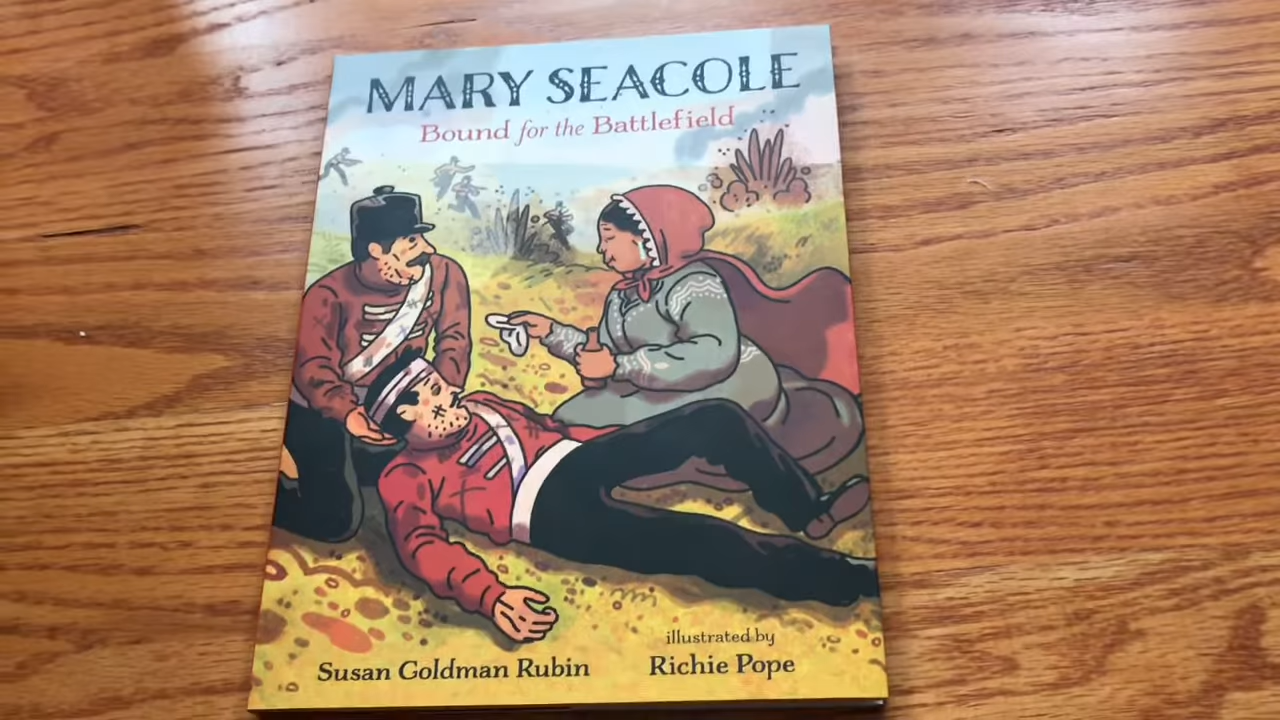 MARY SEACOLE
Bound for the Battlefield
illustrated by
Susan Goldman Rubin
Richie Pope